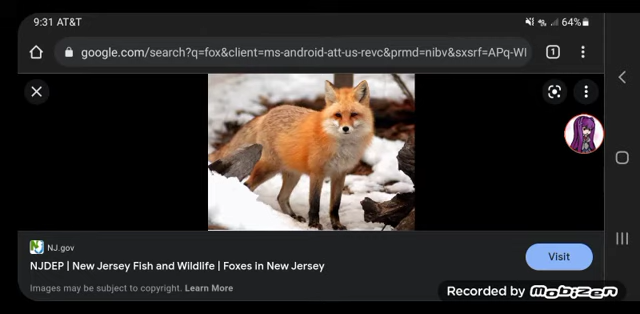 9:31 AT&T 64%
google.com/search?q=fox&client=ms-android-att-us-revc&prmd=nibv&sxsrf=APq-W
1
NJ.gov
NJDEP | New Jersey Fish and Wildlife | Foxes in New Jersey
Visit
Images may be subject to copyright. Learn More
Recorded by Mobizen